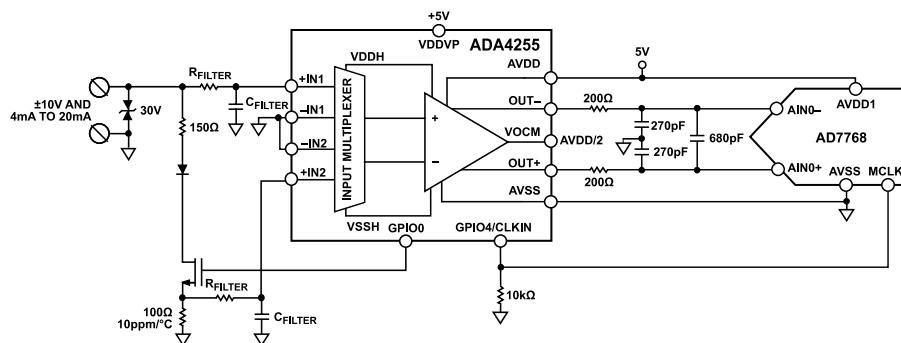 +5V
VDDVP
ADA4255
±10V AND
4mA TO 20mA
30V
RFILTER
CFILTER
150Ω
+IN1
−IN1
−IN2
+IN2
INPUT MULTIPLEXER
VDDH
VSSH
+
−
AVDD
OUT−
VOCM
OUT+
AVSS
GPIO0
GPIO4/CLKIN
5V
200Ω
AVDD/2
200Ω
270pF
270pF
680pF
AIN0−
AIN0+
AVDD1
AD7768
AVSS
MCLK
RFILTER
CFILTER
100Ω
10ppm/°C
10kΩ